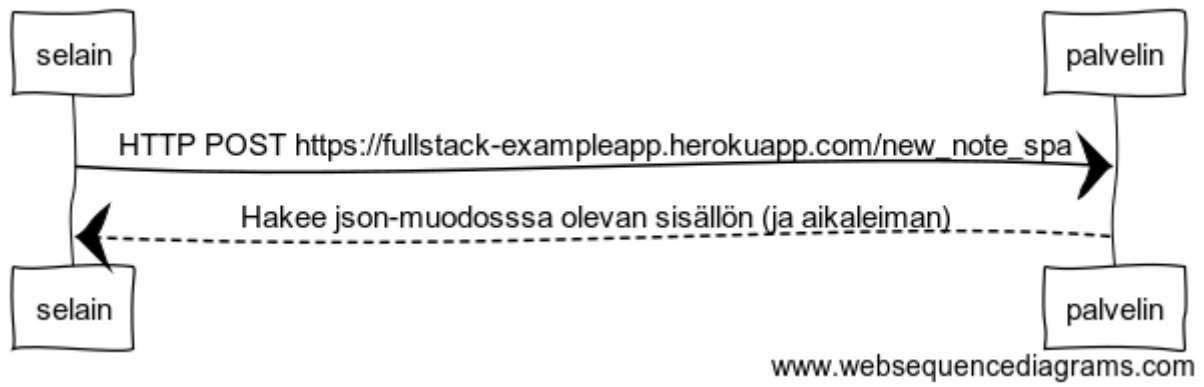 selain
palvelin
HTTP POST https://fullstack-exampleapp.herokuapp.com/new_note_spa
Hakee json-muodosssa olevan sisällön (ja aikaleiman)
selain
palvelin
www.websequencediagrams.com